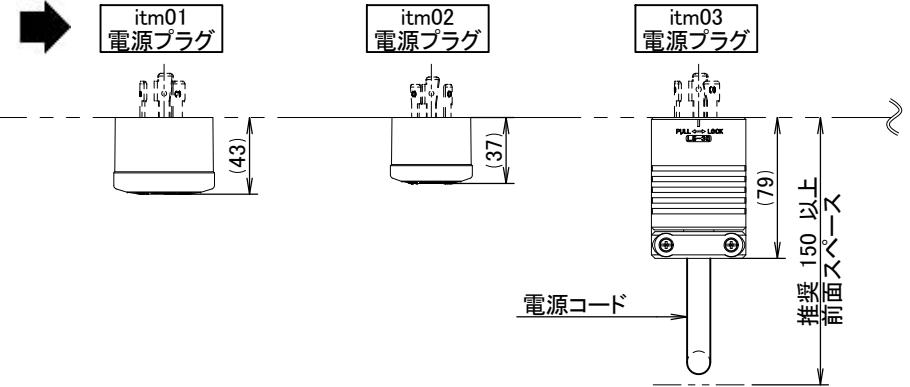 itm01
電源プラグ
itm02
電源プラグ
itm03
電源プラグ
(43)
(37)
PULL ⇔ LOCK
(79)
推奨 150 以上
前面スペース
電源コード